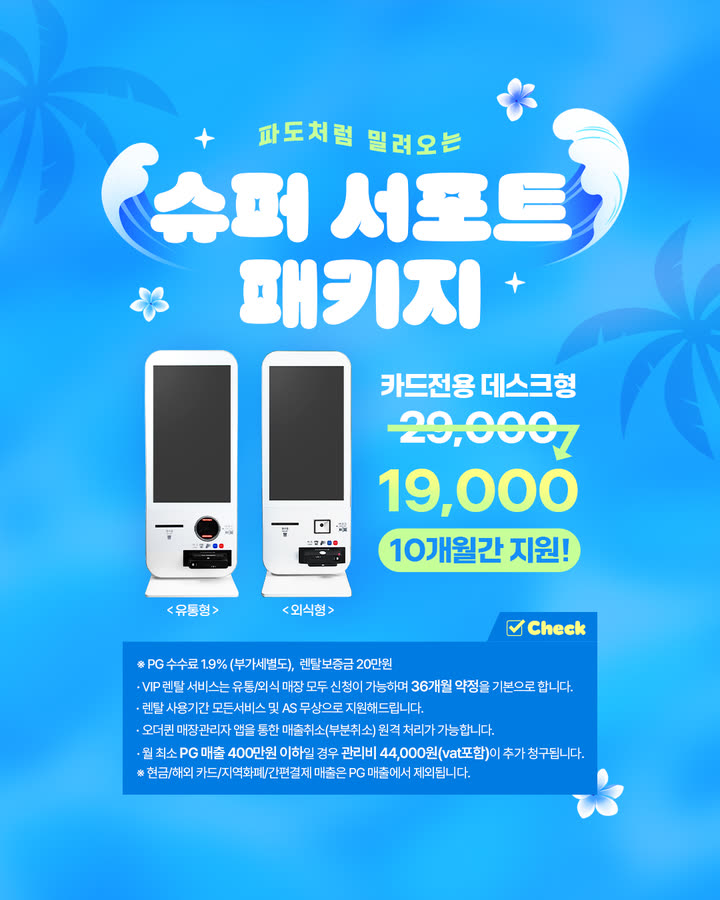 파도처럼 밀려오는
슈퍼 서포트
패키지
카드전용 데스크형
29,000
19,000
10개월간 지원!
<유통형>
<외식형>
Check
※ PG 수수료 1.9% (부가세별도), 렌탈보증금 20만원
· VIP 렌탈 서비스는 유통/외식 매장 모두 신청이 가능하며 36개월 약정을 기본으로 합니다.
· 렌탈 사용기간 모든서비스 및 AS 무상으로 지원해드립니다.
· 오더퀸 매장관리자 앱을 통한 매출취소(부분취소) 원격 처리가 가능합니다.
· 월 최소 PG 매출 400만원 이하일 경우 관리비 44,000원(vat포함)이 추가 청구됩니다.
※ 현금/해외 카드/지역화폐/간편결제 매출은 PG 매출에서 제외됩니다.